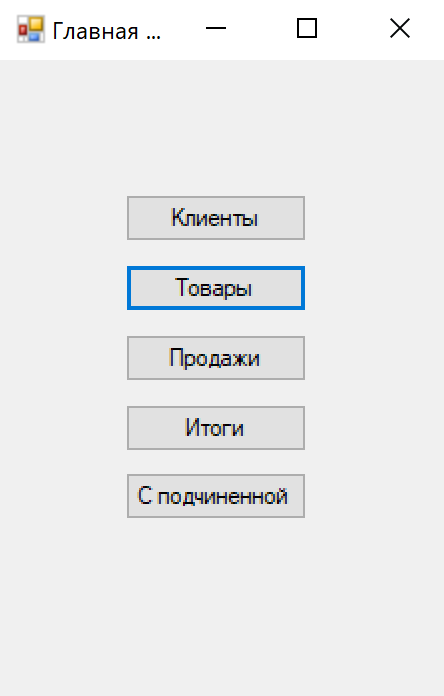 Главная ...
Клиенты
Товары
Продажи
Итоги
С подчиненной